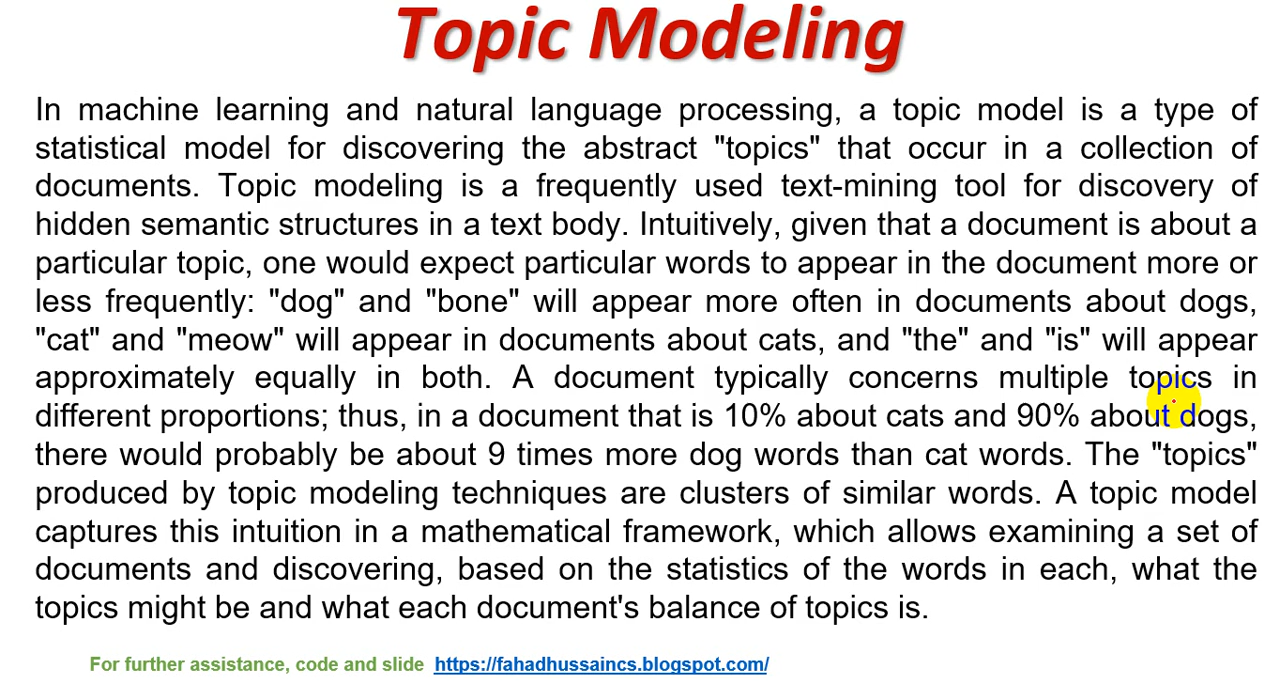 Topic Modeling
In machine learning and natural language processing, a topic model is a type of
statistical model for discovering the abstract "topics" that occur in a collection of
documents. Topic modeling is a frequently used text-mining tool for discovery of
hidden semantic structures in a text body. Intuitively, given that a document is about a
particular topic, one would expect particular words to appear in the document more or
less frequently: "dog" and "bone" will appear more often in documents about dogs,
"cat" and "meow" will appear in documents about cats, and "the" and "is" will appear
approximately equally in both. A document typically concerns multiple topics in
different proportions; thus, in a document that is 10% about cats and 90% about dogs,
there would probably be about 9 times more dog words than cat words. The "topics"
produced by topic modeling techniques are clusters of similar words. A topic model
captures this intuition in a mathematical framework, which allows examining a set of
documents and discovering, based on the statistics of the words in each, what the
topics might be and what each document's balance of topics is.
For further assistance, code and slide https://fahadhussaincs.blogspot.com/